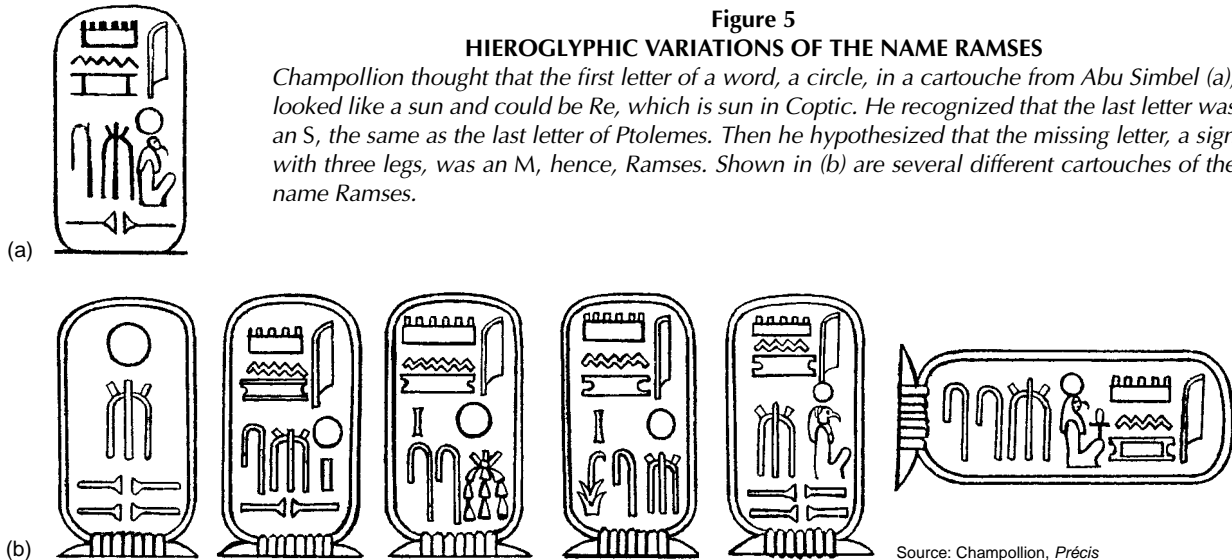 Figure 5
HIEROGLYPHIC VARIATIONS OF THE NAME RAMSES
Champollion thought that the first letter of a word, a circle, in a cartouche from Abu Simbel (a)
looked like a sun and could be Re, which is sun in Coptic. He recognized that the last letter was
an S, the same as the last letter of Ptolemes. Then he hypothesized that the missing letter, a sign
with three legs, was an M, hence, Ramses. Shown in (b) are several different cartouches of the
name Ramses.
(a)
(b)
Source: Champollion, Précis